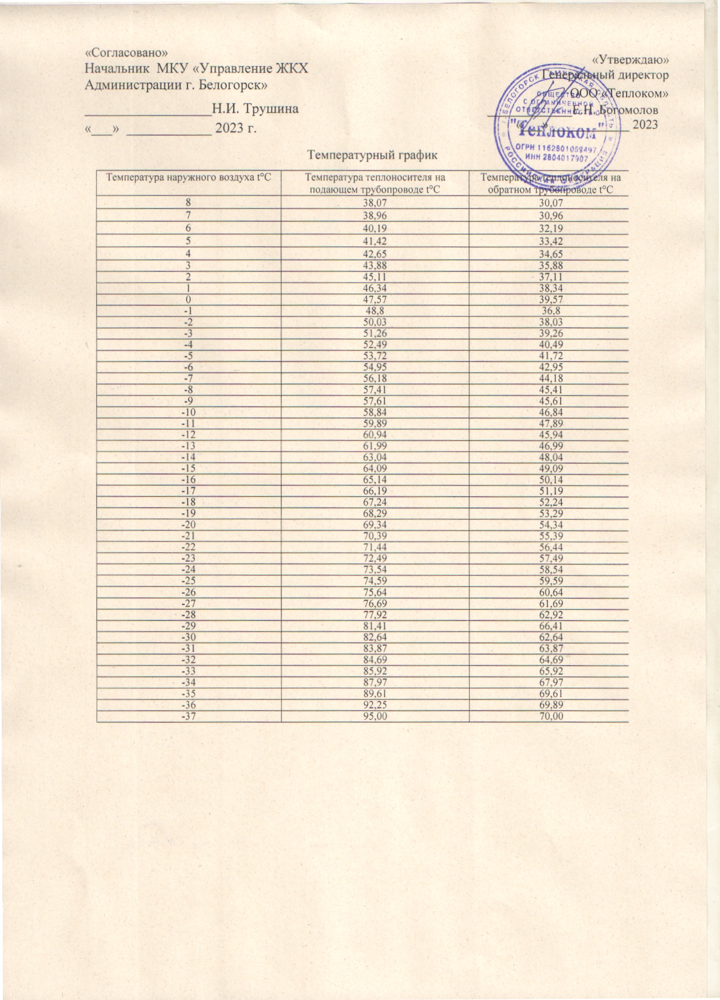 «Согласовано»
Начальник МКУ «Управление ЖКХ
Администрации г. Белогорск»
__________________Н.И. Трушина
«___» ____________ 2023 г.
«Утверждаю»
Генеральный директор
ООО «Теплоком»
____________Е.Н. Богомолов
«___» ____________ 2023
Г. БЕЛОГОРСК АМУРСКАЯ ОБЛАСТЬ
РОССИЙСКАЯ ФЕДЕРАЦИЯ
ОБЩЕСТВО
С ОГРАНИЧЕННОЙ
ОТВЕТСТВЕННОСТЬЮ
"Теплоком"
ОГРН 1162801059497
ИНН 2804017907
Температурный график
Температура наружного воздуха t°C Температура теплоносителя на подающем трубопроводе t°C Температура теплоносителя на обратном трубопроводе t°C
8 38,07 30,07
7 38,96 30,96
6 40,19 32,19
5 41,42 33,42
4 42,65 34,65
3 43,88 35,88
2 45,11 37,11
1 46,34 38,34
0 47,57 39,57
-1 48,8 36,8
-2 50,03 38,03
-3 51,26 39,26
-4 52,49 40,49
-5 53,72 41,72
-6 54,95 42,95
-7 56,18 44,18
-8 57,41 45,41
-9 57,61 45,61
-10 58,84 46,84
-11 59,89 47,89
-12 60,94 45,94
-13 61,99 46,99
-14 63,04 48,04
-15 64,09 49,09
-16 65,14 50,14
-17 66,19 51,19
-18 67,24 52,24
-19 68,29 53,29
-20 69,34 54,34
-21 70,39 55,39
-22 71,44 56,44
-23 72,49 57,49
-24 73,54 58,54
-25 74,59 59,59
-26 75,64 60,64
-27 76,69 61,69
-28 77,92 62,92
-29 81,41 66,41
-30 82,64 62,64
-31 83,87 63,87
-32 84,69 64,69
-33 85,92 65,92
-34 87,97 67,97
-35 89,61 69,61
-36 92,25 69,89
-37 95,00 70,00